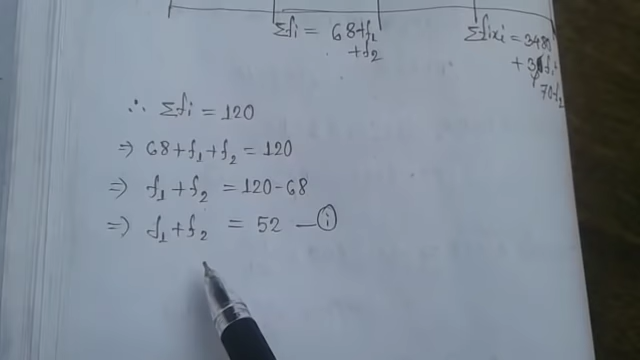 Σfi = 68+f₁
+f₂
Σfixi = 3480
+ 30f₁+
70f₂
∴ Σfi = 120
⇒ 68+f₁+f₂ = 120
⇒ f₁+f₂ = 120-68
⇒ f₁+f₂ = 52 — (i)